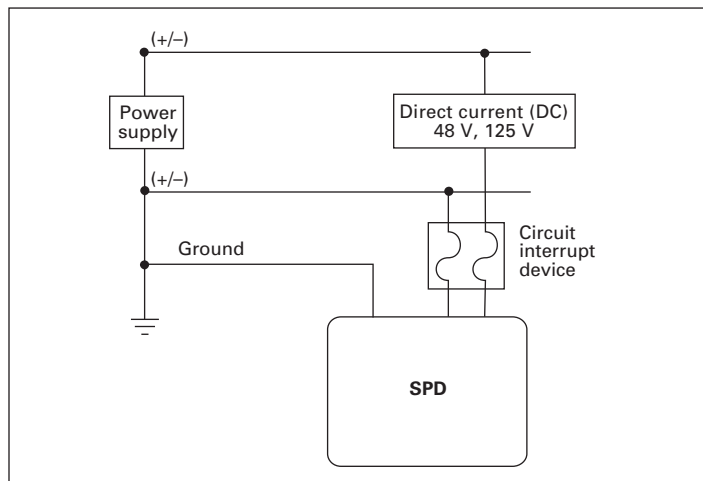 (+/–)
Power
supply
Direct current (DC)
48 V, 125 V
(+/–)
Ground
Circuit
interrupt
device
SPD